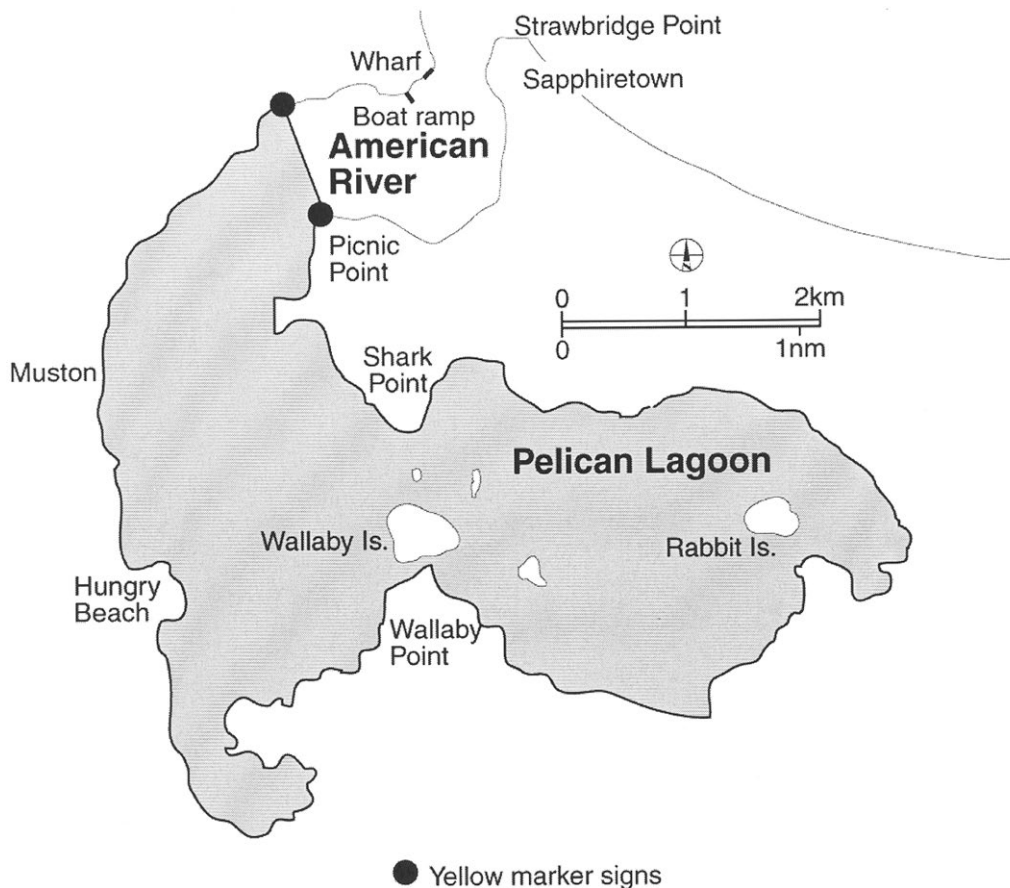 Strawbridge Point
Wharf
Sapphiretown
Boat ramp
American
River
Picnic
Point
N
0 1 2km
0 1nm
Muston
Shark
Point
Pelican Lagoon
Wallaby Is.
Rabbit Is.
Hungry
Beach
Wallaby
Point
Yellow marker signs